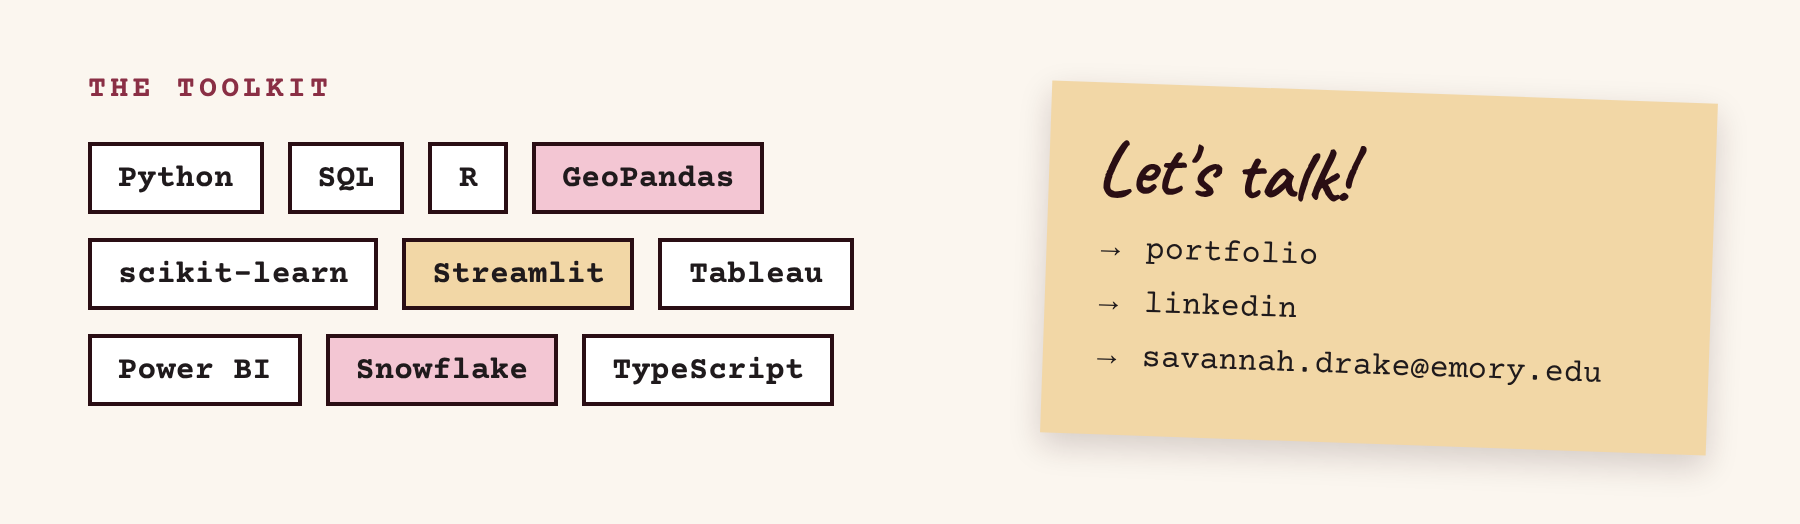 THE TOOLKIT
Python SQL R GeoPandas
scikit-learn Streamlit Tableau
Power BI Snowflake TypeScript
Let's talk!
→ portfolio
→ linkedin
→ savannah.drake@emory.edu